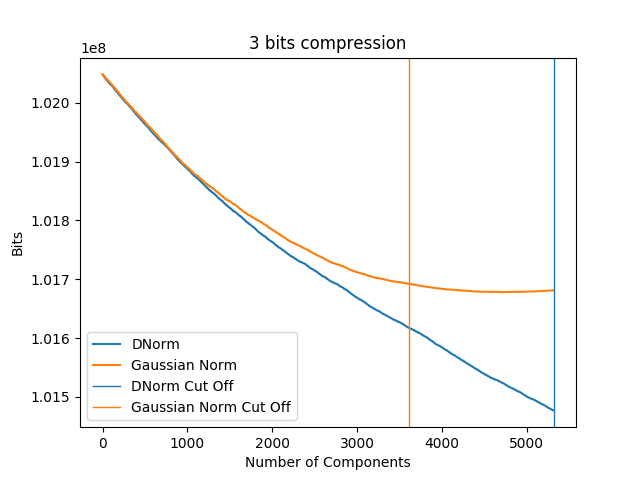 3 bits compression
1e8
1.020
1.019
1.018
1.017
1.016
1.015
Bits
DNorm
Gaussian Norm
DNorm Cut Off
Gaussian Norm Cut Off
0 1000 2000 3000 4000 5000
Number of Components